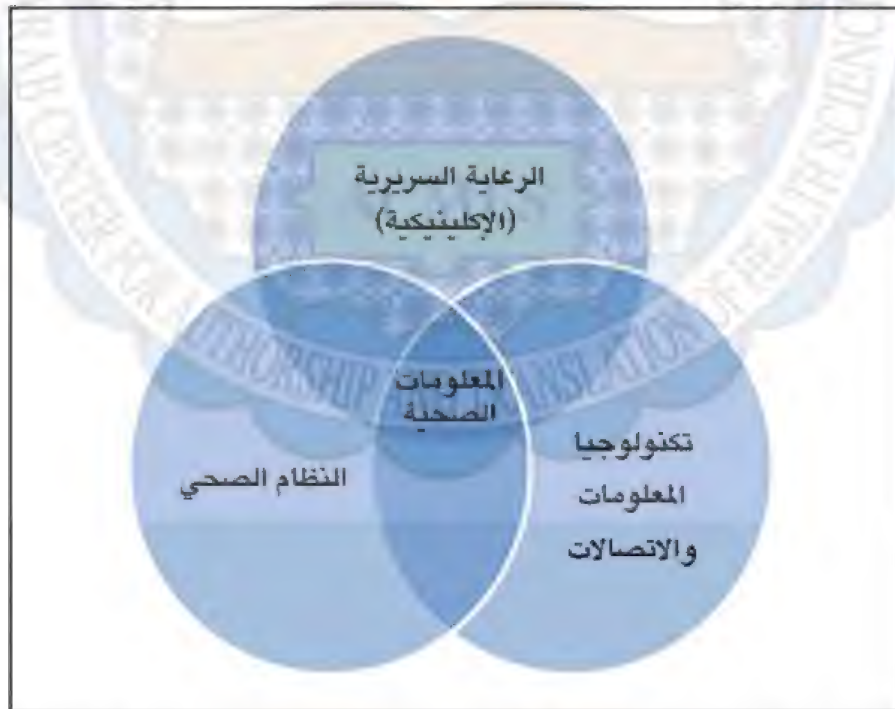 الرعاية السريرية
(الإكلينيكية)
المعلومات
الصحية
النظام الصحي
تكنولوجيا
المعلومات
والاتصالات